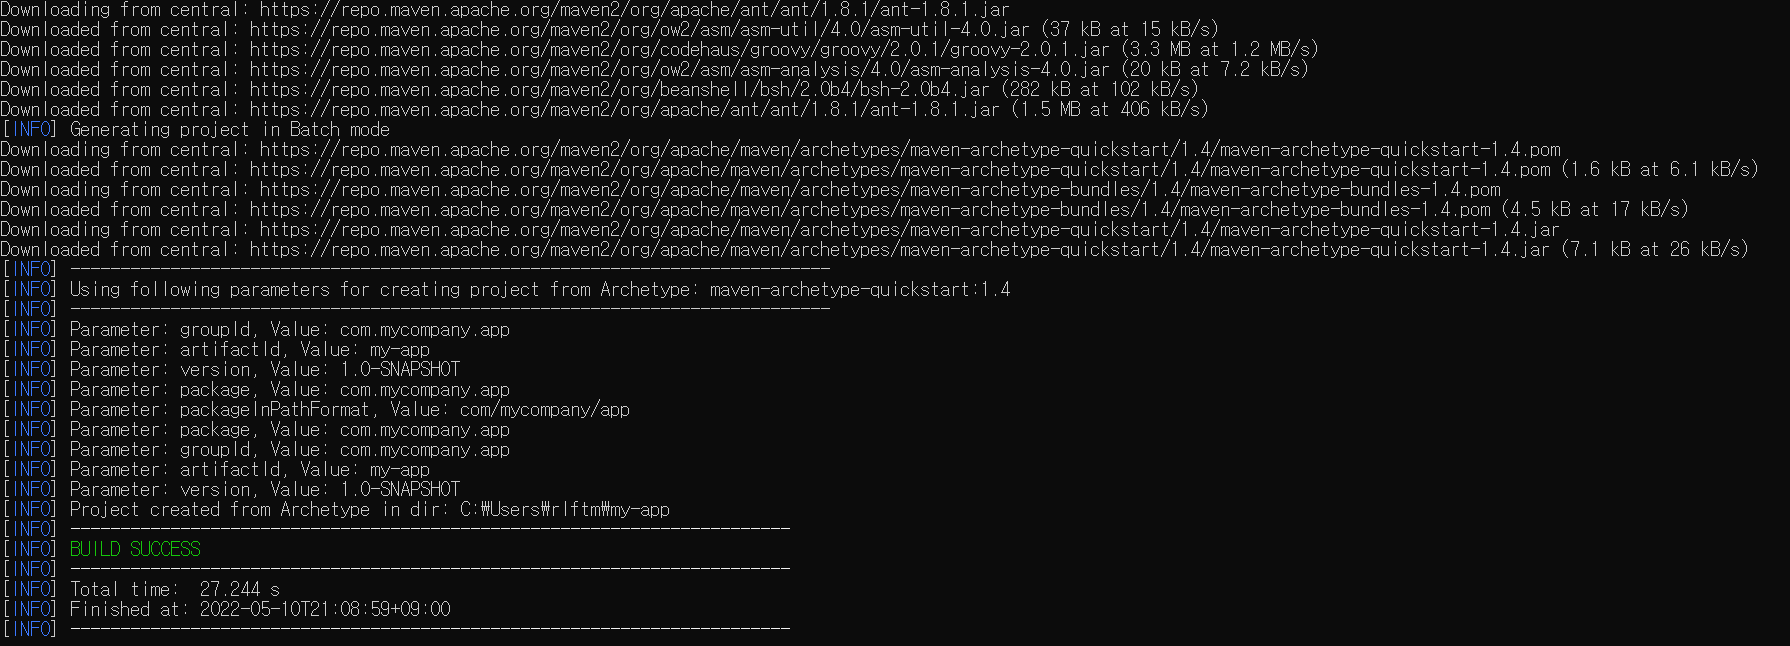 Downloading from central: https://repo.maven.apache.org/maven2/org/apache/ant/ant/1.8.1/ant-1.8.1.jar
Downloaded from central: https://repo.maven.apache.org/maven2/org/ow2/asm/asm-util/4.0/asm-util-4.0.jar (37 kB at 15 kB/s)
Downloaded from central: https://repo.maven.apache.org/maven2/org/codehaus/groovy/groovy/2.0.1/groovy-2.0.1.jar (3.3 MB at 1.2 MB/s)
Downloaded from central: https://repo.maven.apache.org/maven2/org/ow2/asm/asm-analysis/4.0/asm-analysis-4.0.jar (20 kB at 7.2 kB/s)
Downloaded from central: https://repo.maven.apache.org/maven2/org/beanshell/bsh/2.0b4/bsh-2.0b4.jar (282 kB at 102 kB/s)
Downloaded from central: https://repo.maven.apache.org/maven2/org/apache/ant/ant/1.8.1/ant-1.8.1.jar (1.5 MB at 406 kB/s)
[INFO] Generating project in Batch mode
Downloading from central: https://repo.maven.apache.org/maven2/org/apache/maven/archetypes/maven-archetype-quickstart/1.4/maven-archetype-quickstart-1.4.pom
Downloaded from central: https://repo.maven.apache.org/maven2/org/apache/maven/archetypes/maven-archetype-quickstart/1.4/maven-archetype-quickstart-1.4.pom (1.6 kB at 6.1 kB/s)
Downloading from central: https://repo.maven.apache.org/maven2/org/apache/maven/archetypes/maven-archetype-bundles/1.4/maven-archetype-bundles-1.4.pom
Downloaded from central: https://repo.maven.apache.org/maven2/org/apache/maven/archetypes/maven-archetype-bundles/1.4/maven-archetype-bundles-1.4.pom (4.5 kB at 17 kB/s)
Downloading from central: https://repo.maven.apache.org/maven2/org/apache/maven/archetypes/maven-archetype-quickstart/1.4/maven-archetype-quickstart-1.4.jar
Downloaded from central: https://repo.maven.apache.org/maven2/org/apache/maven/archetypes/maven-archetype-quickstart/1.4/maven-archetype-quickstart-1.4.jar (7.1 kB at 26 kB/s)
[INFO] ----------------------------------------------------------------------------
[INFO] Using following parameters for creating project from Archetype: maven-archetype-quickstart:1.4
[INFO] ----------------------------------------------------------------------------
[INFO] Parameter: groupId, Value: com.mycompany.app
[INFO] Parameter: artifactId, Value: my-app
[INFO] Parameter: version, Value: 1.0-SNAPSHOT
[INFO] Parameter: package, Value: com.mycompany.app
[INFO] Parameter: packageInPathFormat, Value: com/mycompany/app
[INFO] Parameter: package, Value: com.mycompany.app
[INFO] Parameter: groupId, Value: com.mycompany.app
[INFO] Parameter: artifactId, Value: my-app
[INFO] Parameter: version, Value: 1.0-SNAPSHOT
[INFO] Project created from Archetype in dir: C:₩Users₩rlftm₩my-app
[INFO] ------------------------------------------------------------------------
[INFO] BUILD SUCCESS
[INFO] ------------------------------------------------------------------------
[INFO] Total time:  27.244 s
[INFO] Finished at: 2022-05-10T21:08:59+09:00
[INFO] ------------------------------------------------------------------------